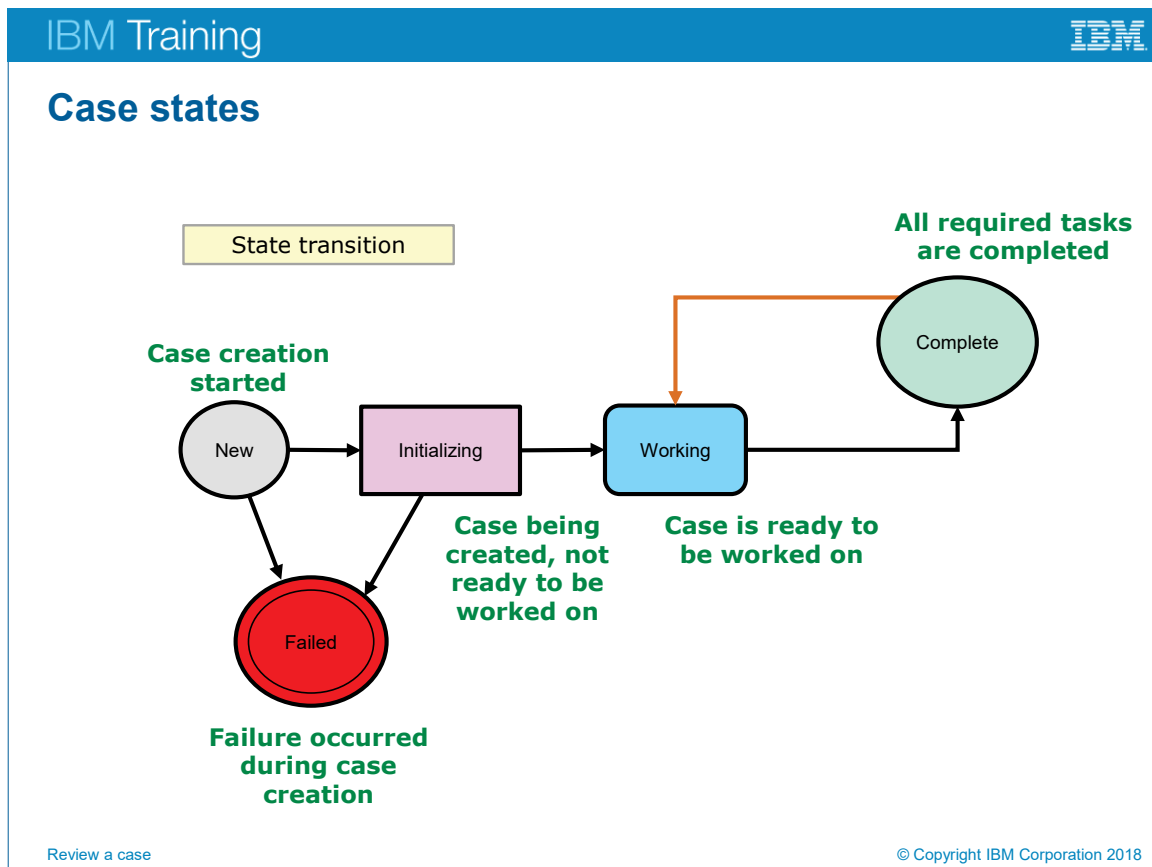 IBM Training
IBM
Case states
State transition
All required tasks
are completed
Complete
Case creation
started
New
Initializing
Working
Case being
created, not
ready to be
worked on
Case is ready to
be worked on
Failed
Failure occurred
during case
creation
Review a case
© Copyright IBM Corporation 2018